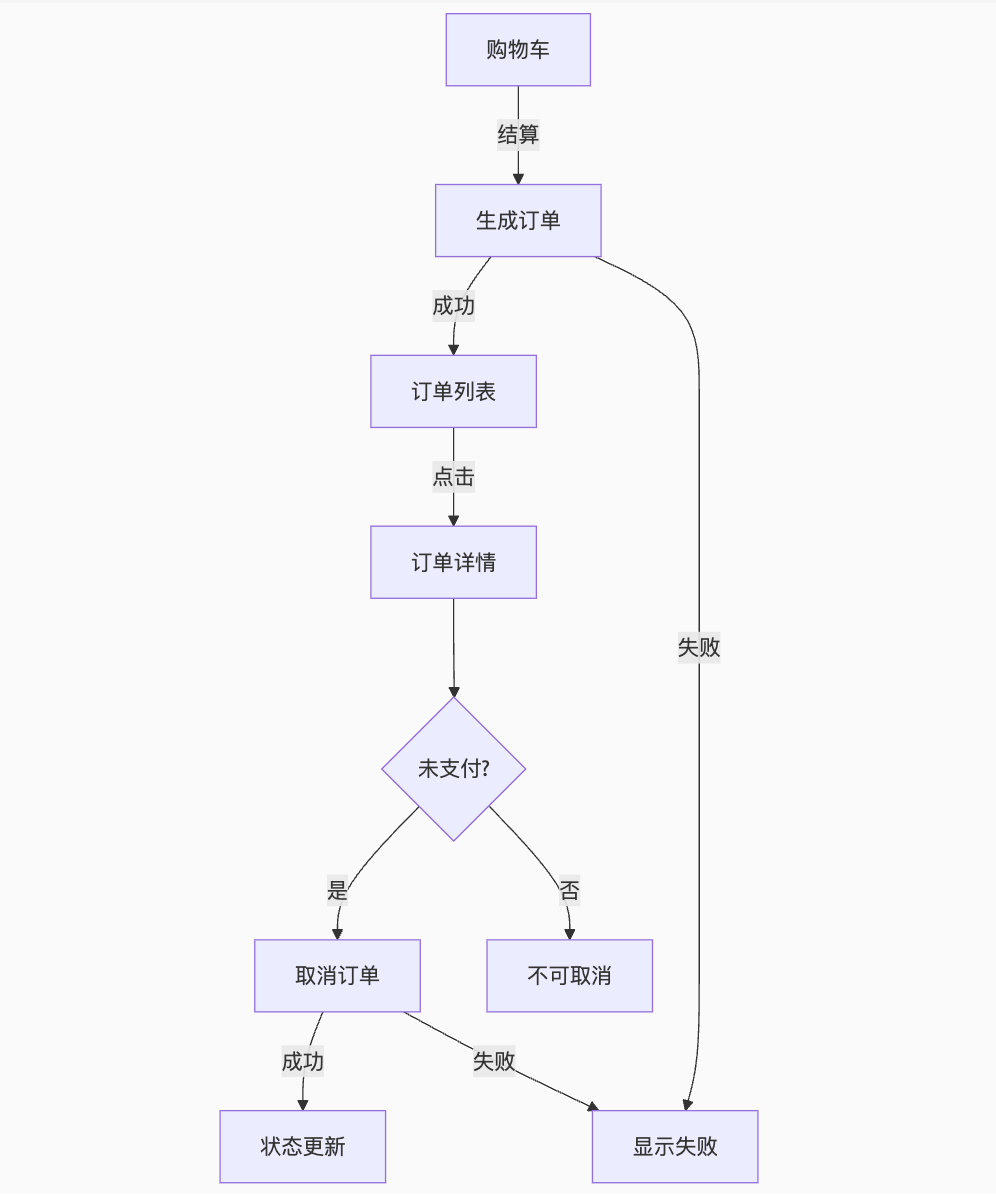 购物车
结算
生成订单
成功
订单列表
点击
订单详情
失败
未支付?
是
否
取消订单
不可取消
成功
失败
状态更新
显示失败